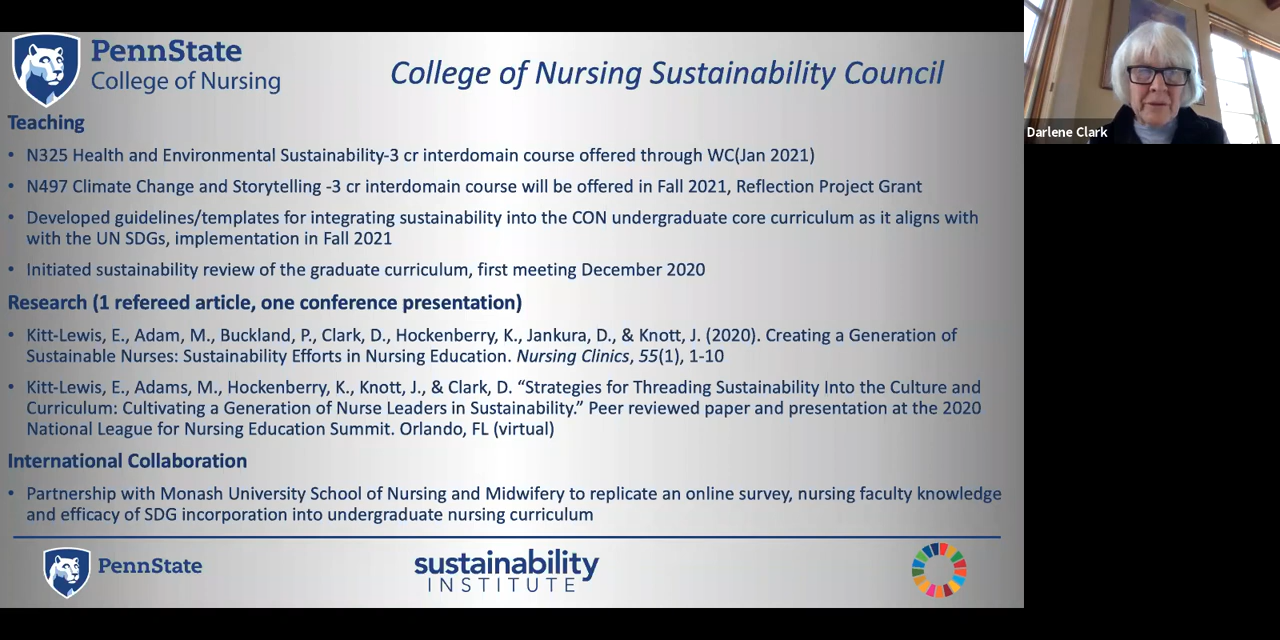 PennState
College of Nursing
College of Nursing Sustainability Council
Darlene Clark
Teaching
• N325 Health and Environmental Sustainability-3 cr interdomain course offered through WC(Jan 2021)
• N497 Climate Change and Storytelling -3 cr interdomain course will be offered in Fall 2021, Reflection Project Grant
• Developed guidelines/templates for integrating sustainability into the CON undergraduate core curriculum as it aligns with
with the UN SDGs, implementation in Fall 2021
• Initiated sustainability review of the graduate curriculum, first meeting December 2020
Research (1 refereed article, one conference presentation)
• Kitt-Lewis, E., Adam, M., Buckland, P., Clark, D., Hockenberry, K., Jankura, D., & Knott, J. (2020). Creating a Generation of
Sustainable Nurses: Sustainability Efforts in Nursing Education. Nursing Clinics, 55(1), 1-10
• Kitt-Lewis, E., Adams, M., Hockenberry, K., Knott, J., & Clark, D. “Strategies for Threading Sustainability Into the Culture and
Curriculum: Cultivating a Generation of Nurse Leaders in Sustainability.” Peer reviewed paper and presentation at the 2020
National League for Nursing Education Summit. Orlando, FL (virtual)
International Collaboration
• Partnership with Monash University School of Nursing and Midwifery to replicate an online survey, nursing faculty knowledge
and efficacy of SDG incorporation into undergraduate nursing curriculum
PennState
sustainability
INSTITUTE